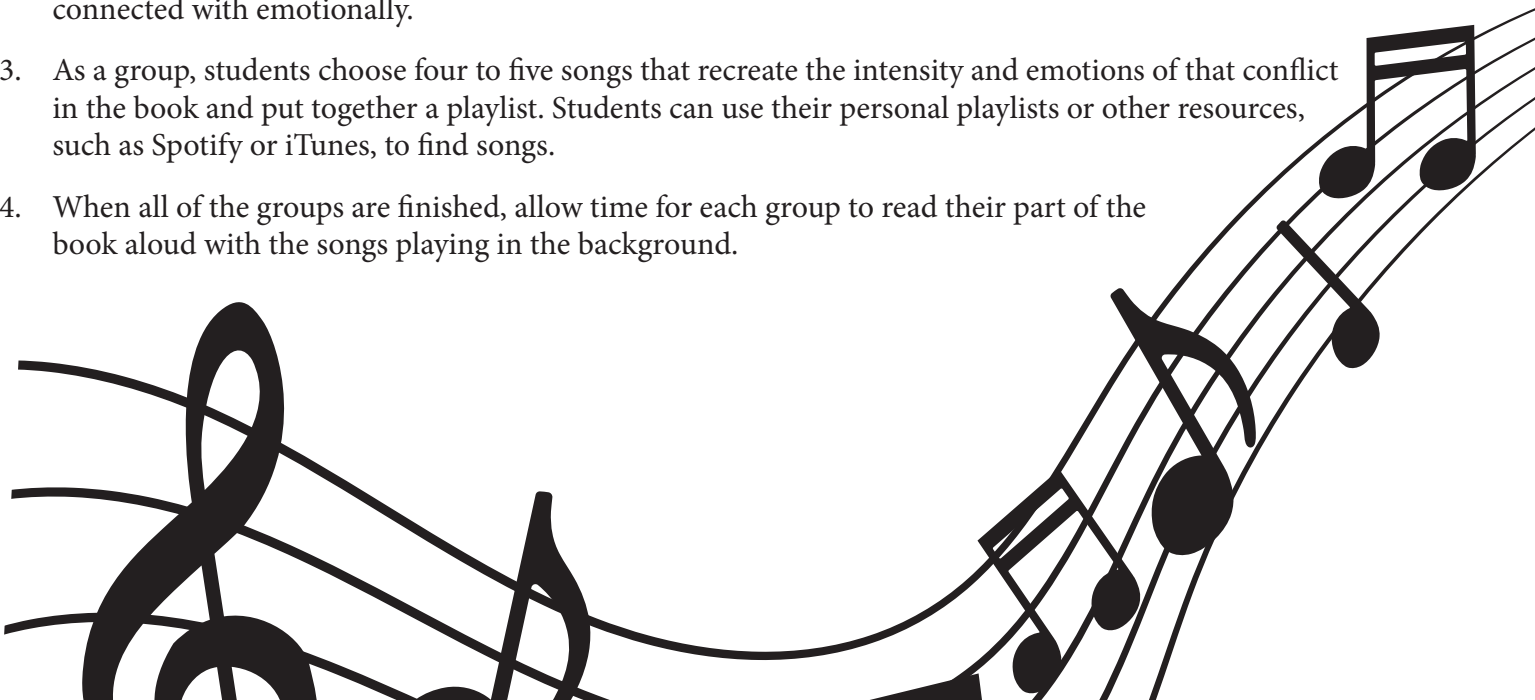 connected with emotionally.
3. As a group, students choose four to five songs that recreate the intensity and emotions of that conflict
in the book and put together a playlist. Students can use their personal playlists or other resources,
such as Spotify or iTunes, to find songs.
4. When all of the groups are finished, allow time for each group to read their part of the
book aloud with the songs playing in the background.